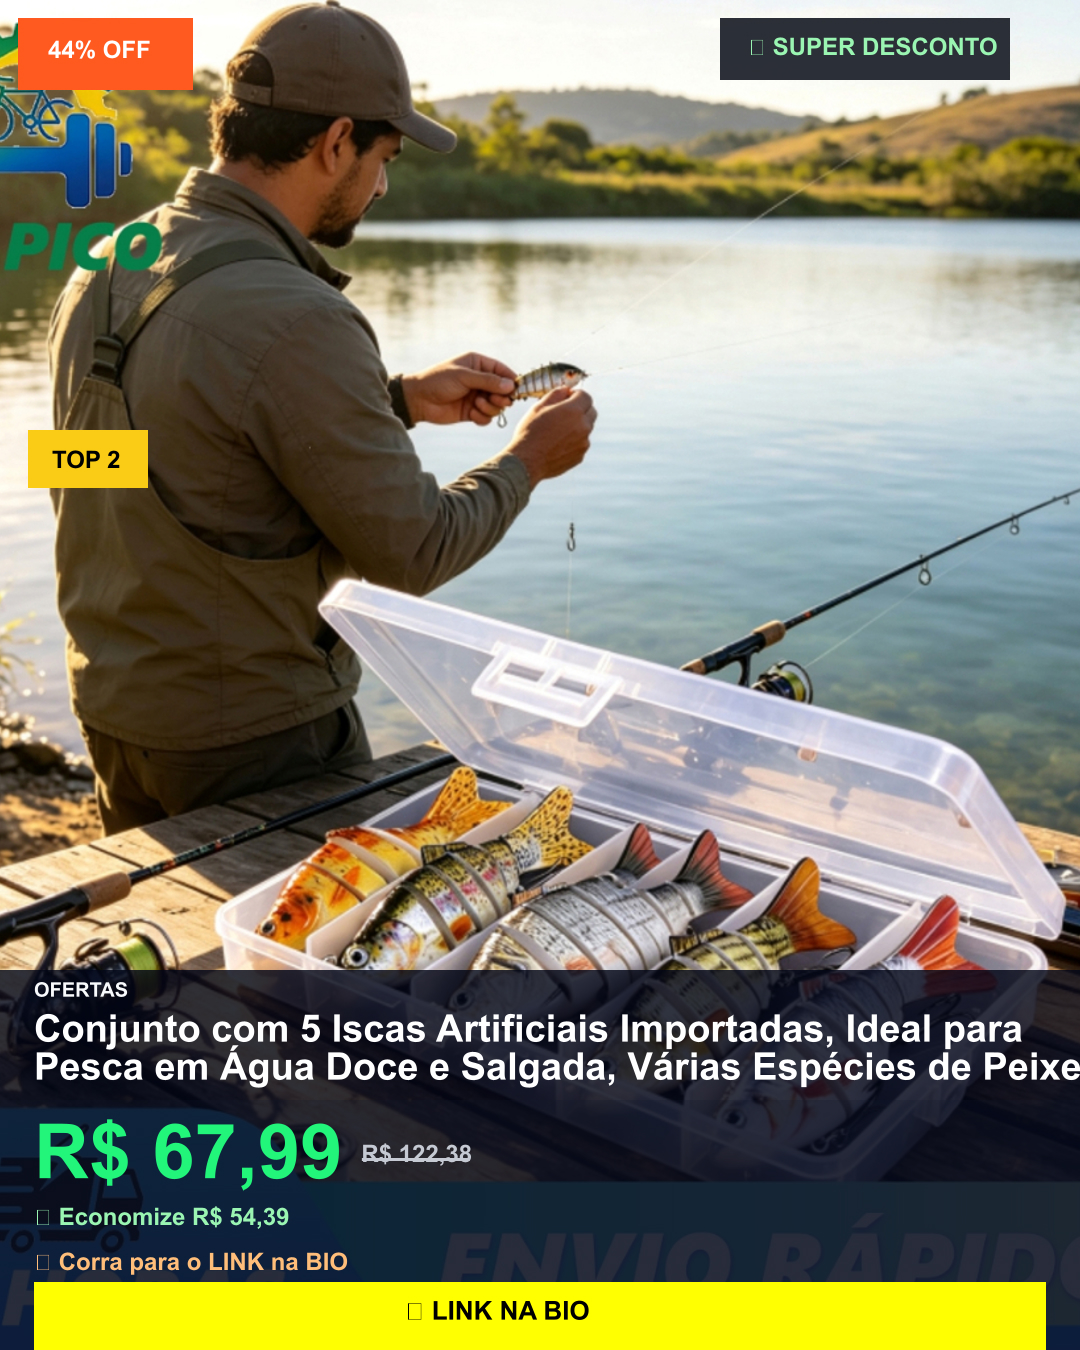 44% OFF
SUPER DESCONTO
PICO
TOP 2
OFERTAS
Conjunto com 5 Iscas Artificiais Importadas, Ideal para
Pesca em Água Doce e Salgada, Várias Espécies de Peixe
R$ 67,99 R$ 122,38
Economize R$ 54,39
Corra para o LINK na BIO
ENVIO RÁPIDO
LINK NA BIO